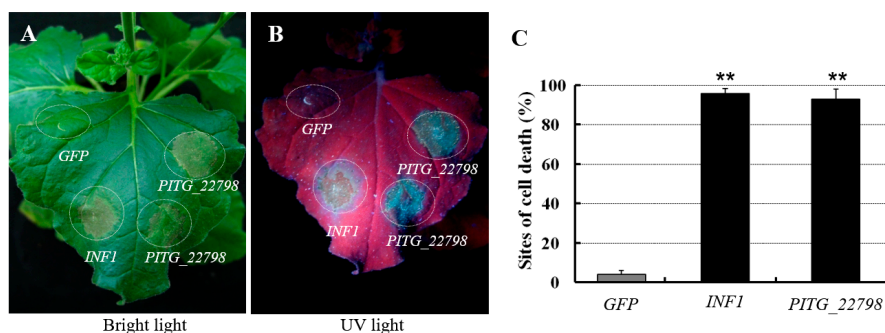 A
GFP
PITG_22798
INF1
PITG_22798
Bright light
B
GFP
PITG_22798
INF1
PITG_22798
UV light
C
Sites of cell death (%)
100
80
60
40
20
0
**
**
GFP
INF1
PITG_22798